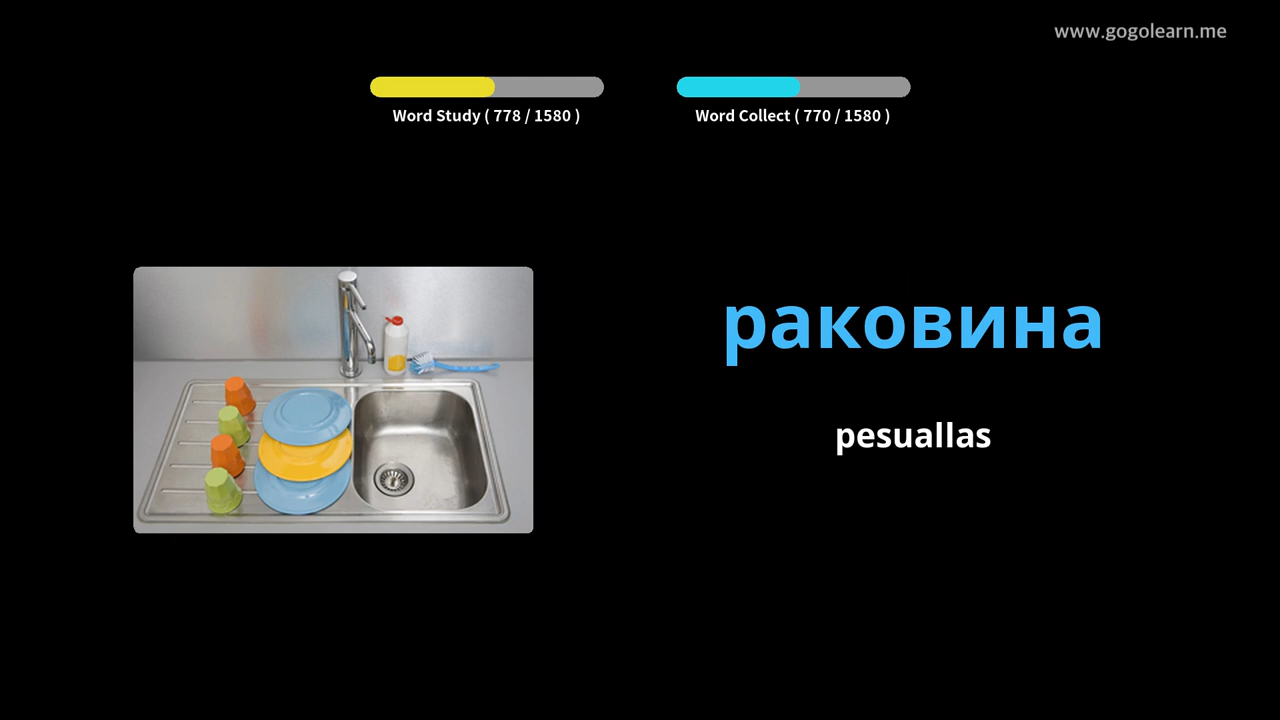 www.gogolearn.me
Word Study ( 778 / 1580 )
Word Collect ( 770 / 1580 )
раковина
pesuallas